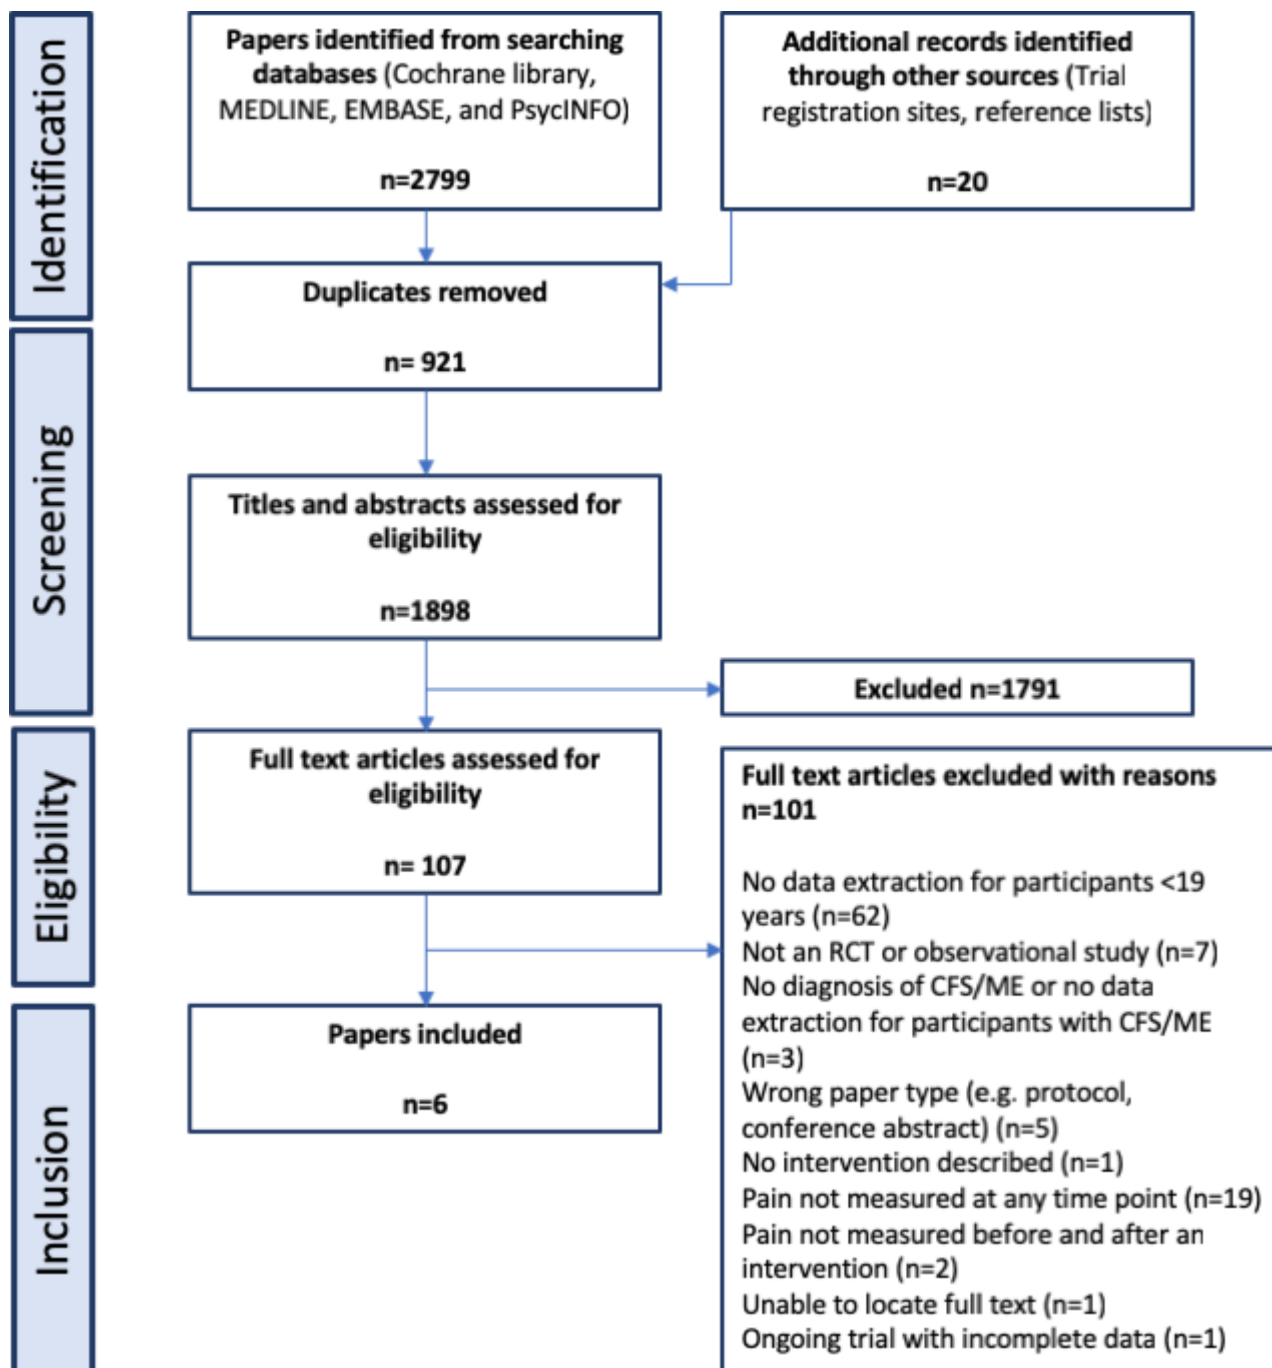 Identification
Papers identified from searching
databases (Cochrane library,
MEDLINE, EMBASE, and PsycINFO)
n=2799
Additional records identified
through other sources (Trial
registration sites, reference lists)
n=20
Duplicates removed
n= 921
Screening
Titles and abstracts assessed for
eligibility
n=1898
Excluded n=1791
Eligibility
Full text articles assessed for
eligibility
n= 107
Full text articles excluded with reasons
n=101
No data extraction for participants <19
years (n=62)
Not an RCT or observational study (n=7)
No diagnosis of CFS/ME or no data
extraction for participants with CFS/ME
(n=3)
Wrong paper type (e.g. protocol,
conference abstract) (n=5)
No intervention described (n=1)
Pain not measured at any time point (n=19)
Pain not measured before and after an
intervention (n=2)
Unable to locate full text (n=1)
Ongoing trial with incomplete data (n=1)
Inclusion
Papers included
n=6